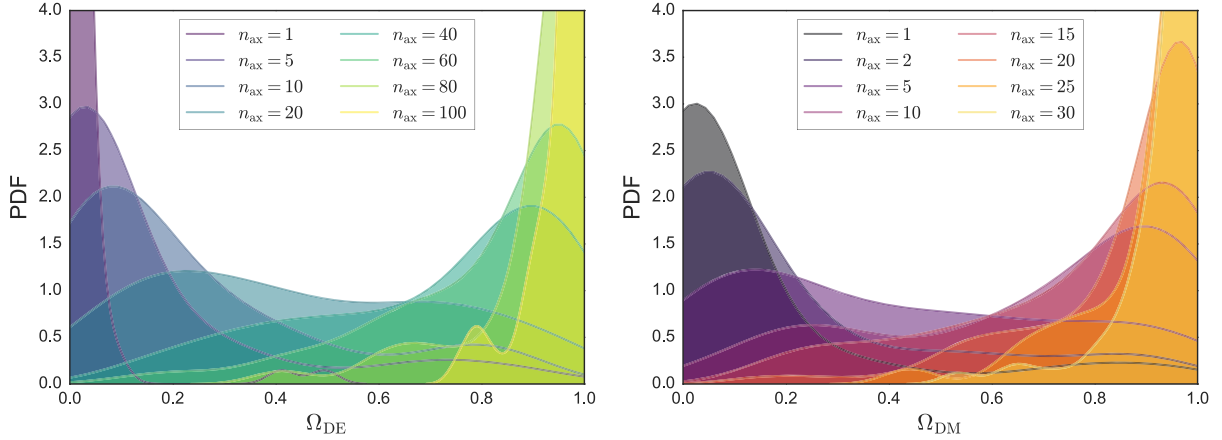 PDF
4.0
3.5
3.0
2.5
2.0
1.5
1.0
0.5
0.0
0.0 0.2 0.4 0.6 0.8 1.0
Ω_DE
n_ax = 1
n_ax = 5
n_ax = 10
n_ax = 20
n_ax = 40
n_ax = 60
n_ax = 80
n_ax = 100
PDF
4.0
3.5
3.0
2.5
2.0
1.5
1.0
0.5
0.0
0.0 0.2 0.4 0.6 0.8 1.0
Ω_DM
n_ax = 1
n_ax = 2
n_ax = 5
n_ax = 10
n_ax = 15
n_ax = 20
n_ax = 25
n_ax = 30